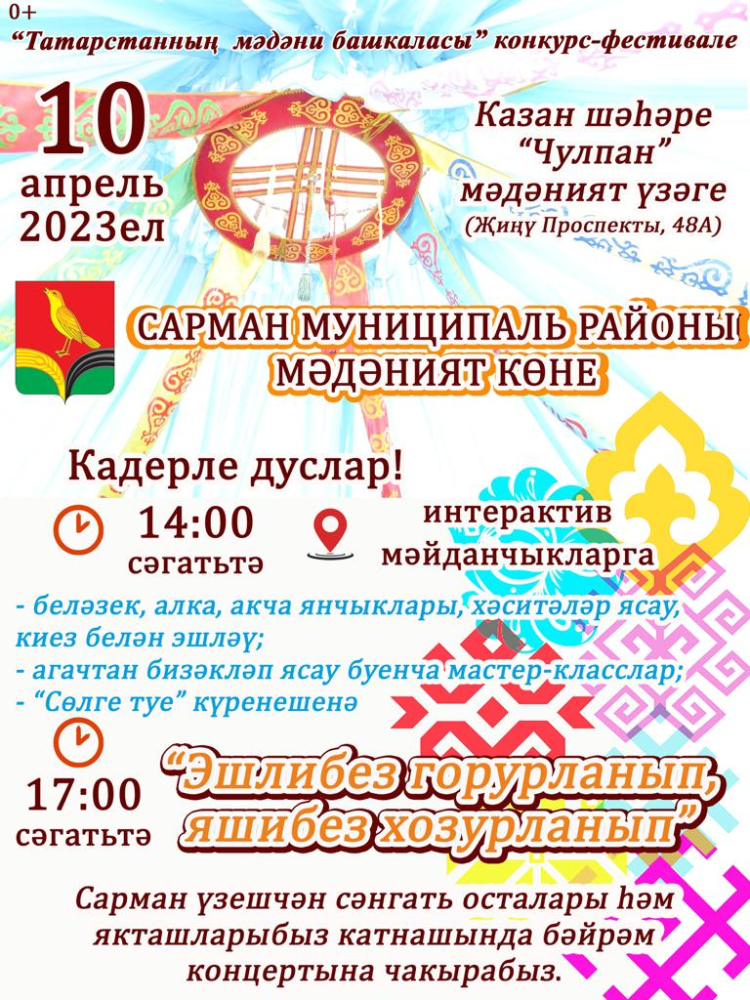 0+
“Татарстанның мәдәни башкаласы” конкурс-фестивале
10
апрель
2023ел
Казан шәһәре
“Чулпан”
мәдәният үзәге
(Җиңү Проспекты, 48А)
САРМАН МУНИЦИПАЛЬ РАЙОНЫ
МӘДӘНИЯТ КӨНЕ
Кадерле дуслар!
14:00
сәгатьтә
интерактив
мәйданчыкларга
- беләзек, алка, акча янчыклары, хәситәләр ясау,
киез белән эшләү;
- агачтан бизәкләп ясау буенча мастер-класслар;
- “Сөлге туе” күренешенә
17:00
сәгатьтә
“Эшлибез горурланып,
яшибез хозурланып”
Сарман үзешчән сәнгать осталары һәм
якташларыбыз катнашында бәйрәм
концертына чакырабыз.